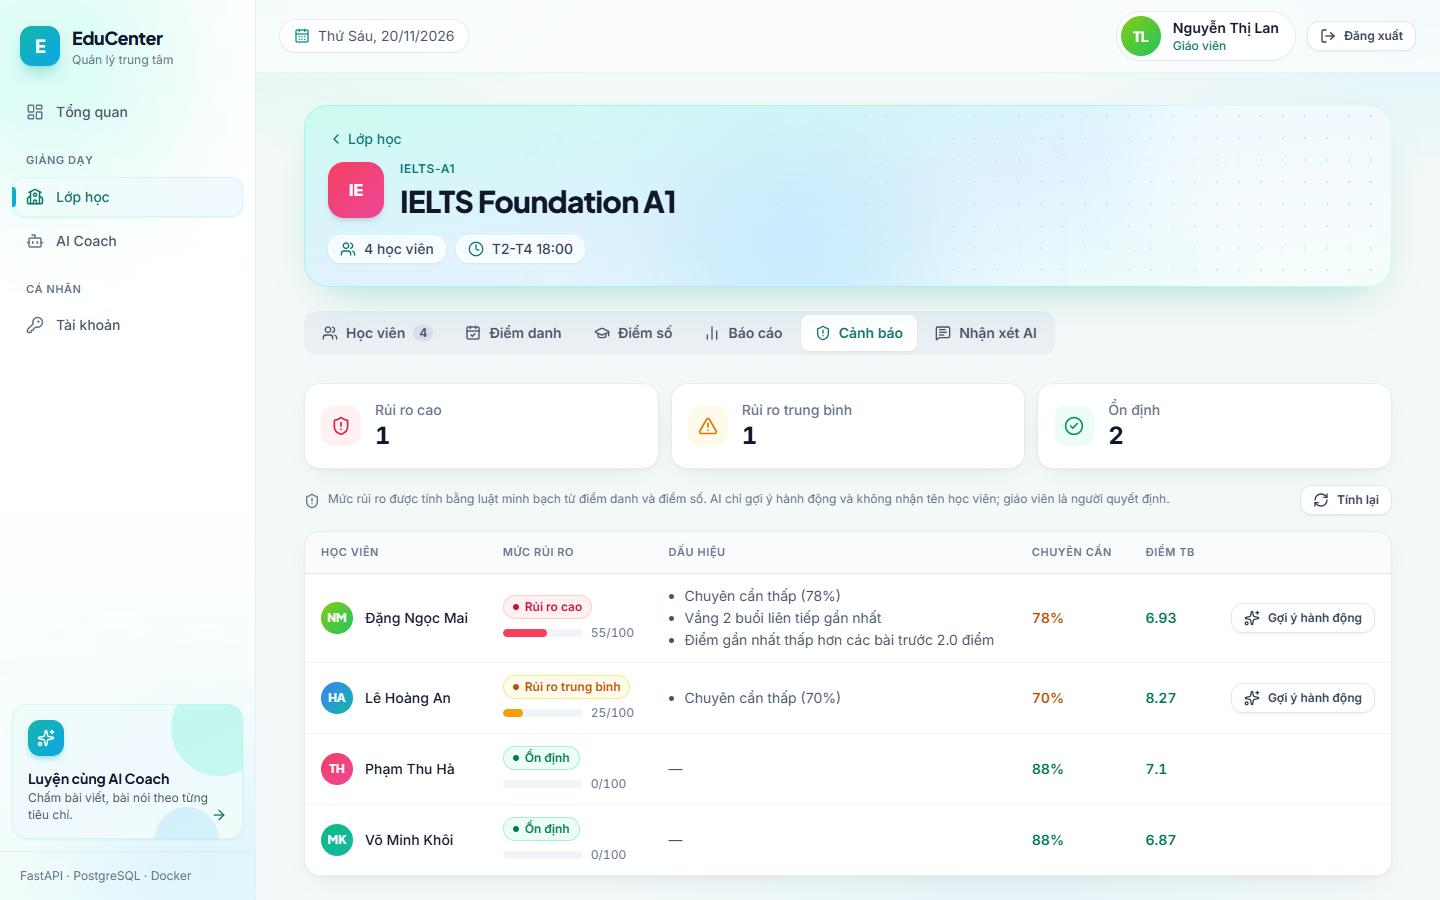 E
EduCenter
Quản lý trung tâm
Tổng quan
GIẢNG DẠY
Lớp học
AI Coach
CÁ NHÂN
Tài khoản
Luyện cùng AI Coach
Chấm bài viết, bài nói theo từng
tiêu chí.
FastAPI · PostgreSQL · Docker
Thứ Sáu, 20/11/2026
TL
Nguyễn Thị Lan
Giáo viên
Đăng xuất
Lớp học
IE
IELTS-A1
IELTS Foundation A1
4 học viên
T2-T4 18:00
Học viên 4
Điểm danh
Điểm số
Báo cáo
Cảnh báo
Nhận xét AI
Rủi ro cao
1
Rủi ro trung bình
1
Ổn định
2
Mức rủi ro được tính bằng luật minh bạch từ điểm danh và điểm số. AI chỉ gợi ý hành động và không nhận tên học viên; giáo viên là người quyết định.
Tính lại
HỌC VIÊN MỨC RỦI RO DẤU HIỆU CHUYÊN CẦN ĐIỂM TB
NM Đặng Ngọc Mai
Rủi ro cao
55/100
• Chuyên cần thấp (78%)
• Vắng 2 buổi liên tiếp gần nhất
• Điểm gần nhất thấp hơn các bài trước 2.0 điểm
78%
6.93
Gợi ý hành động
HA Lê Hoàng An
Rủi ro trung bình
25/100
• Chuyên cần thấp (70%)
70%
8.27
Gợi ý hành động
TH Phạm Thu Hà
Ổn định
0/100
—
88%
7.1
MK Võ Minh Khôi
Ổn định
0/100
—
88%
6.87